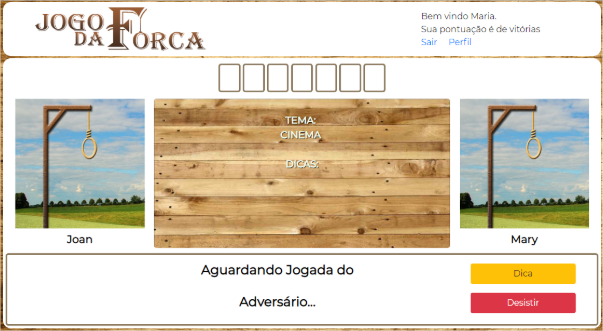 JOGO
DA FORCA
Bem vindo Maria.
Sua pontuação é de vitórias
Sair Perfil
TEMA:
CINEMA
DICAS:
Joan
Mary
Aguardando Jogada do
Adversário...
Dica
Desistir